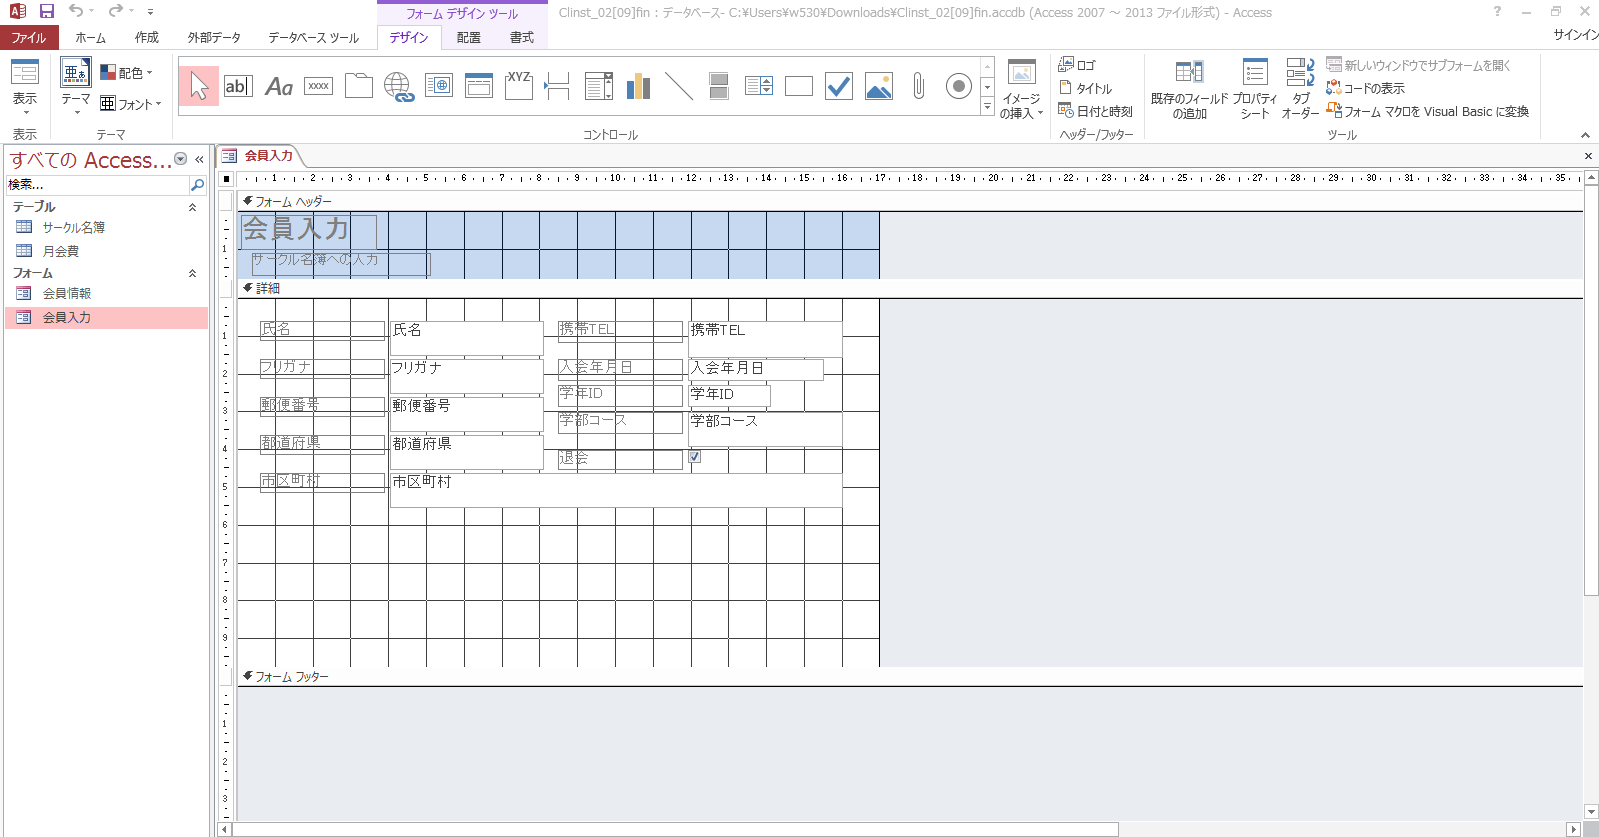 フォーム デザイン ツール
Clinst_02[09]fin : データベース- C:¥Users¥w530¥Downloads¥Clinst_02[09]fin.accdb (Access 2007 ～ 2013 ファイル形式) - Access
ファイル ホーム 作成 外部データ データベース ツール デザイン 配置 書式 サインイン
表示 テーマ 配色 フォント
ab| Aa xxxx XYZ
イメージの挿入
ロゴ
タイトル
日付と時刻
既存のフィールドの追加
プロパティ シート
タブ オーダー
新しいウィンドウでサブフォームを開く
コードの表示
フォーム マクロを Visual Basic に変換
表示 テーマ コントロール ヘッダー/フッター ツール
すべての Access... «
検索...
テーブル
サークル名簿
月会費
フォーム
会員情報
会員入力
会員入力
1 2 3 4 5 6 7 8 9 10 11 12 13 14 15 16 17 18 19 20 21 22 23 24 25 26 27 28 29 30 31 32 33 34 35
フォーム ヘッダー
会員入力
1
サークル名簿への入力
詳細
氏名 氏名 携帯TEL 携帯TEL
1
フリガナ フリガナ 入会年月日 入会年月日
2
学年ID 学年ID
郵便番号 郵便番号
3
学部コース 学部コース
都道府県 都道府県
4
退会
市区町村 市区町村
5
6
7
8
9
フォーム フッター
1
2
3